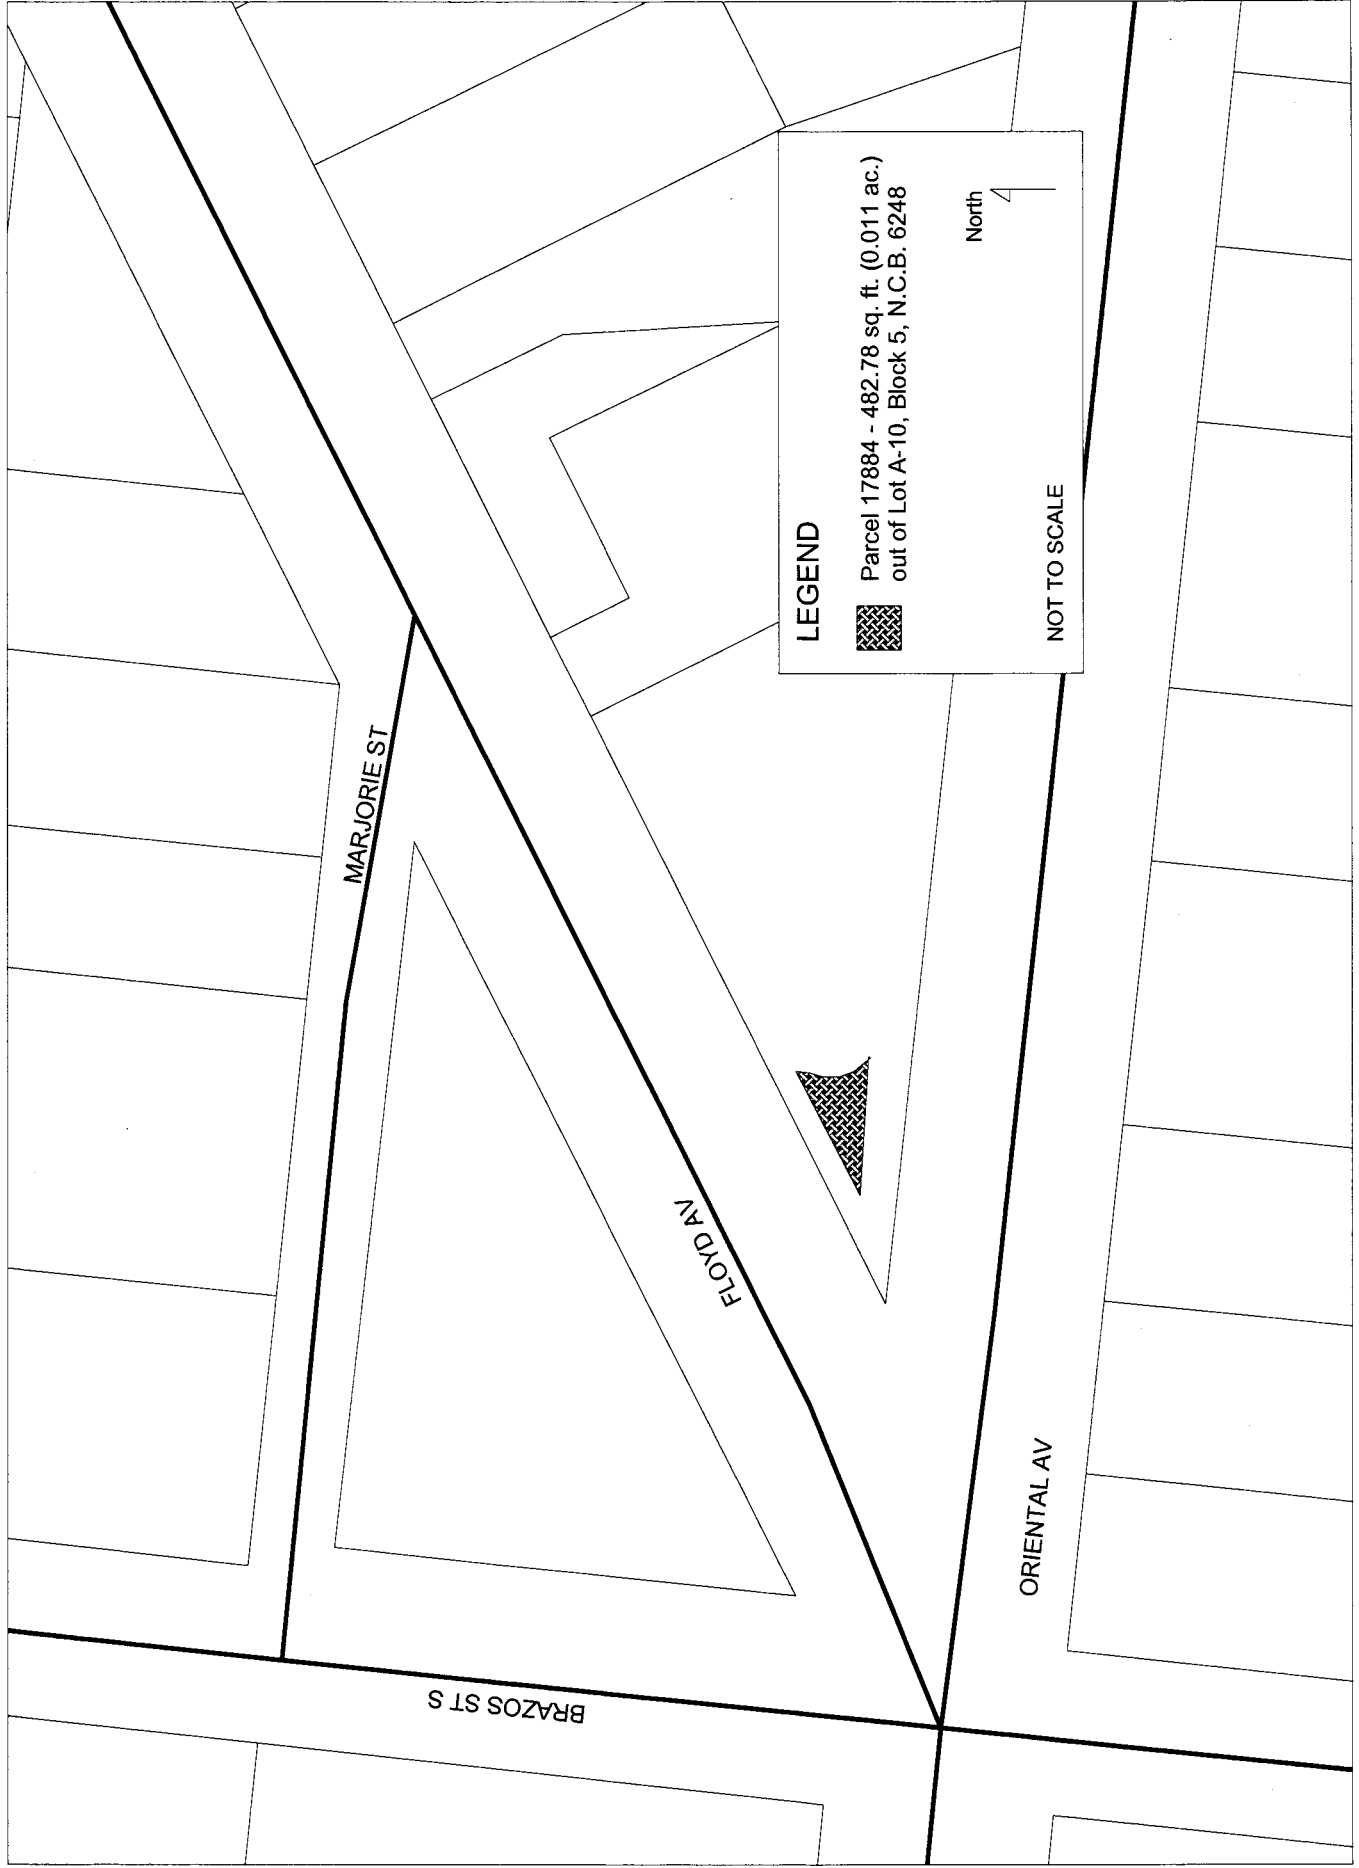 MARJORIE ST
FLOYD AV
BRAZOS ST S
ORIENTAL AV
LEGEND
Parcel 17884 - 482.78 sq. ft. (0.011 ac.)
out of Lot A-10, Block 5, N.C.B. 6248
North
NOT TO SCALE